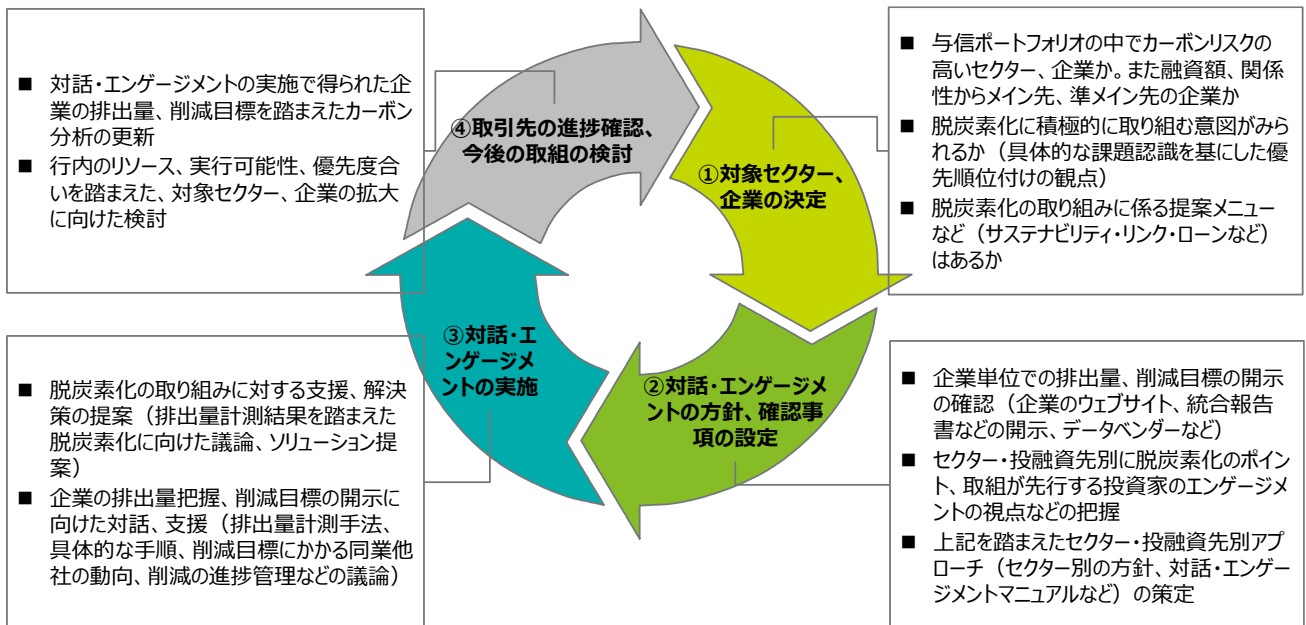 ■ 対話・エンゲージメントの実施で得られた企
業の排出量、削減目標を踏まえたカーボン
分析の更新
■ 行内のリソース、実行可能性、優先度合
いを踏まえた、対象セクター、企業の拡大
に向けた検討
④取引先の進捗確認、
今後の取組の検討
①対象セクター、
企業の決定
■ 与信ポートフォリオの中でカーボンリスクの
高いセクター、企業か。また融資額、関係
性からメイン先、準メイン先の企業か
■ 脱炭素化に積極的に取り組む意図がみら
れるか（具体的な課題認識を基にした優
先順位付けの観点）
■ 脱炭素化の取り組みに係る提案メニュー
など（サステナビリティ・リンク・ローンなど）
はあるか
■ 脱炭素化の取り組みに対する支援、解決
策の提案（排出量計測結果を踏まえた
脱炭素化に向けた議論、ソリューション提
案）
■ 企業の排出量把握、削減目標の開示に
向けた対話、支援（排出量計測手法、
具体的な手順、削減目標にかかる同業他
社の動向、削減の進捗管理などの議論）
③対話・エ
ンゲージメ
ントの実施
②対話・エンゲージメ
ントの方針、確認事
項の設定
■ 企業単位での排出量、削減目標の開示
の確認（企業のウェブサイト、統合報告
書などの開示、データベンダーなど）
■ セクター・投融資先別に脱炭素化のポイン
ト、取組が先行する投資家のエンゲージメ
ントの視点などの把握
■ 上記を踏まえたセクター・投融資先別アプ
ローチ（セクター別の方針、対話・エンゲー
ジメントマニュアルなど）の策定